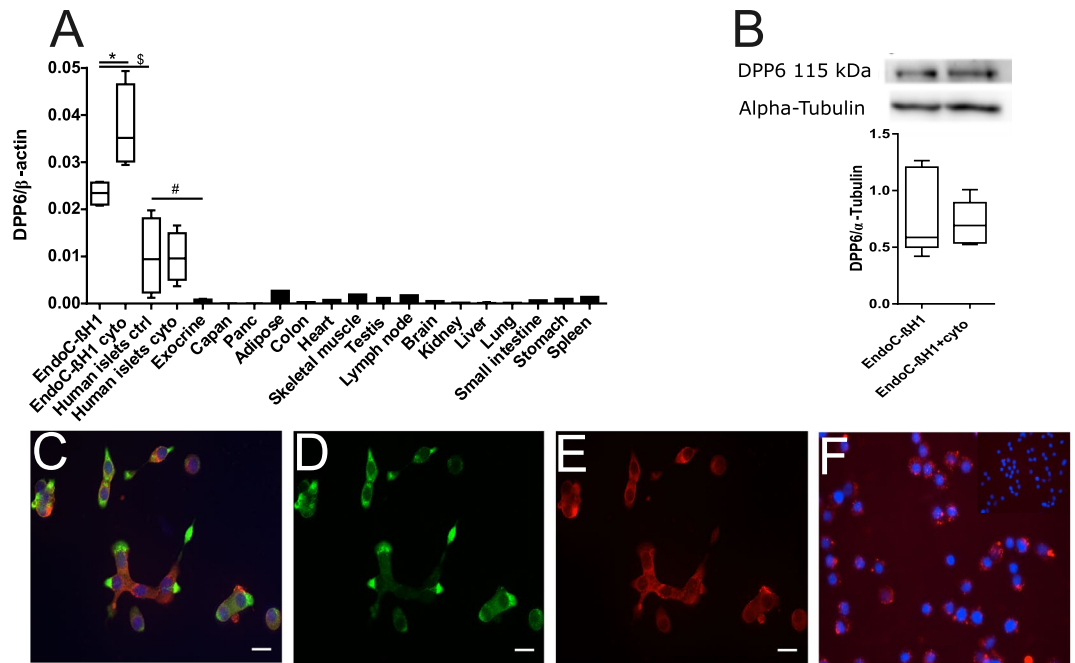 A
DPP6/β-actin
* $
#
0.05
0.04
0.03
0.02
0.01
0.00
EndoC-ßH1
EndoC-ßH1 cyto
Human islets ctrl
Human islets cyto
Exocrine
Capan
Panc
Adipose
Colon
Heart
Skeletal muscle
Testis
Lymph node
Brain
Kidney
Liver
Lung
Small intestine
Stomach
Spleen
B
DPP6 115 kDa
Alpha-Tubulin
DPP6/α-Tubulin
1.5
1.0
0.5
0.0
EndoC-ßH1
EndoC-ßH1+cyto
C
D
E
F